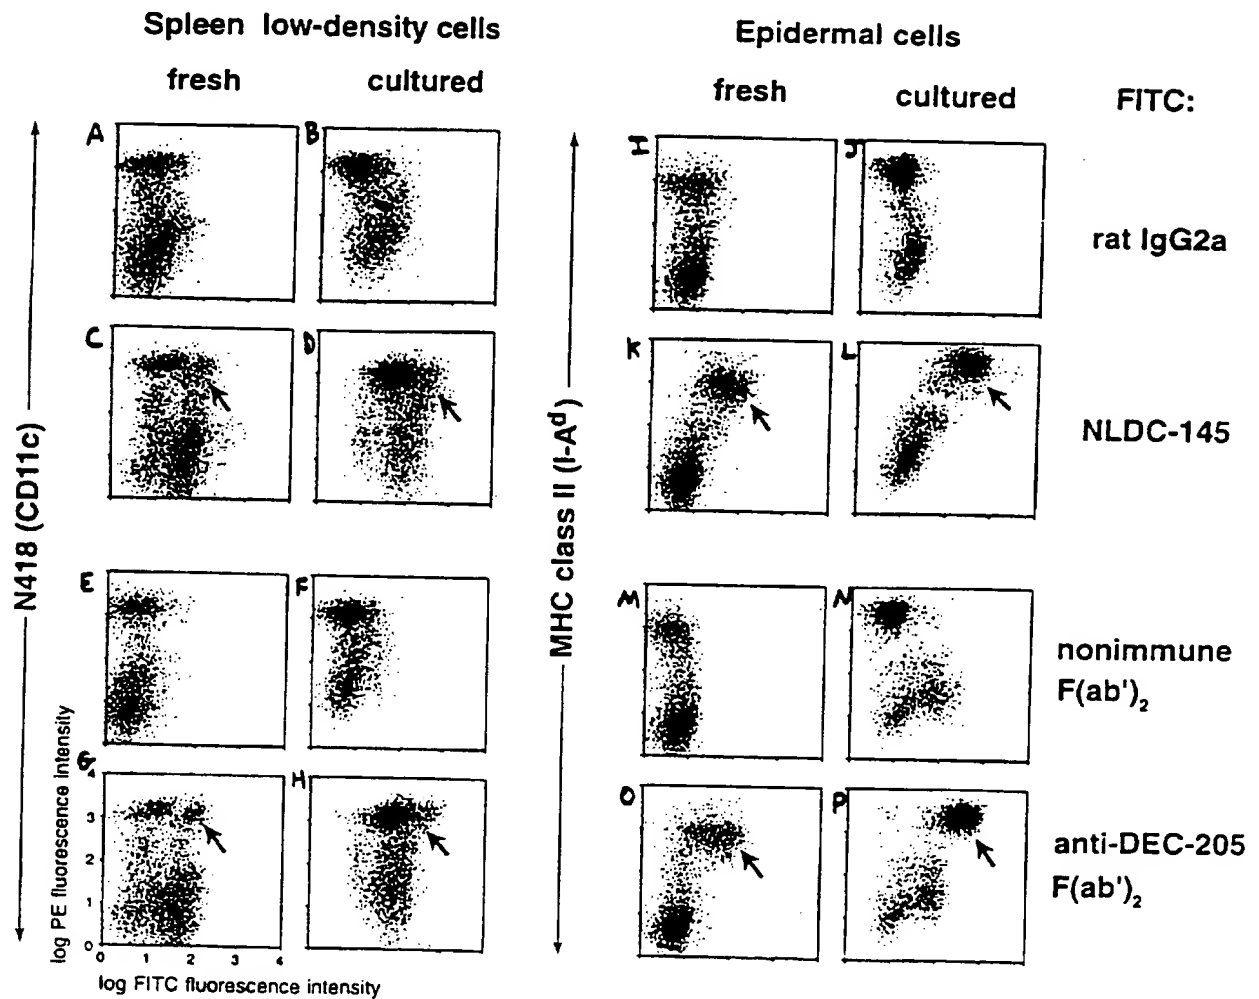 Spleen low-density cells
Epidermal cells
fresh
cultured
fresh
cultured
FITC:
A
B
I
J
rat IgG2a
C
D
K
L
NLDC-145
N418 (CD11c)
MHC class II (I-Aᵈ)
E
F
M
N
nonimmune
F(ab')₂
G
H
O
P
anti-DEC-205
F(ab')₂
log PE fluorescence intensity
4
3
2
1
0
0 1 2 3 4
log FITC fluorescence intensity